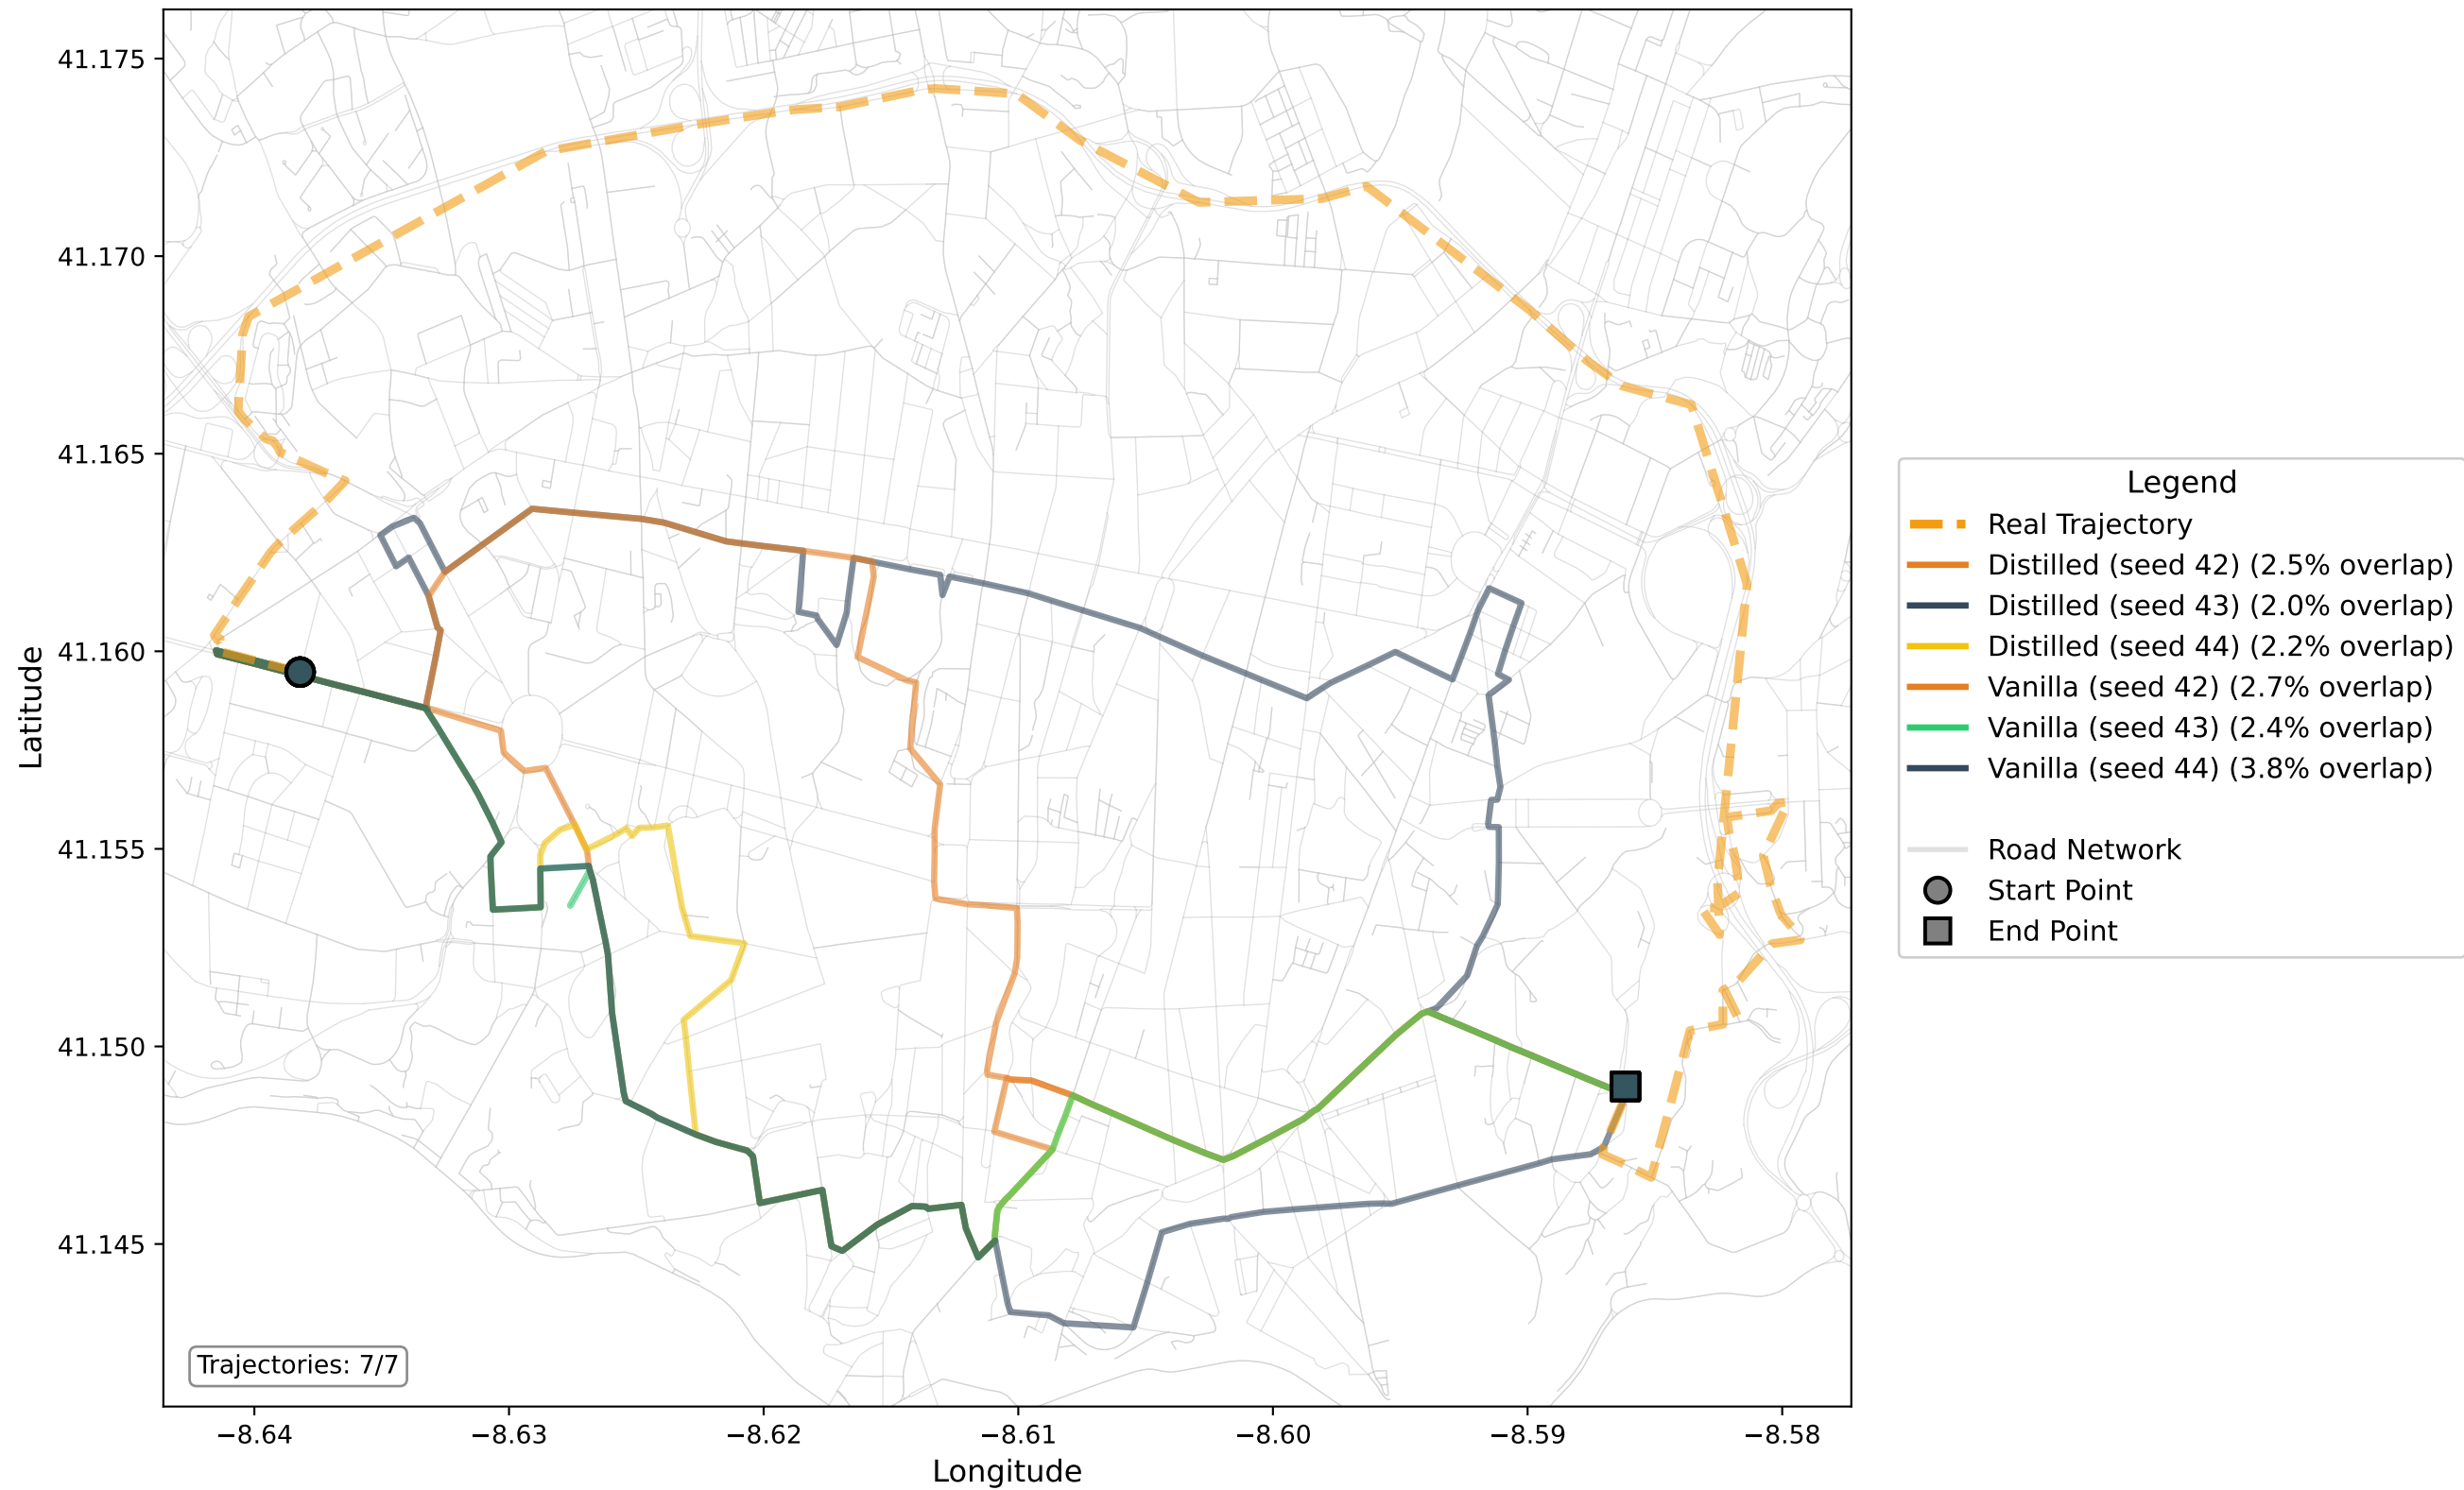 41.175
41.170
41.165
41.160
41.155
41.150
41.145
Latitude
−8.64
−8.63
−8.62
−8.61
−8.60
−8.59
−8.58
Longitude
Trajectories: 7/7
Legend
Real Trajectory
Distilled (seed 42) (2.5% overlap)
Distilled (seed 43) (2.0% overlap)
Distilled (seed 44) (2.2% overlap)
Vanilla (seed 42) (2.7% overlap)
Vanilla (seed 43) (2.4% overlap)
Vanilla (seed 44) (3.8% overlap)
Road Network
Start Point
End Point